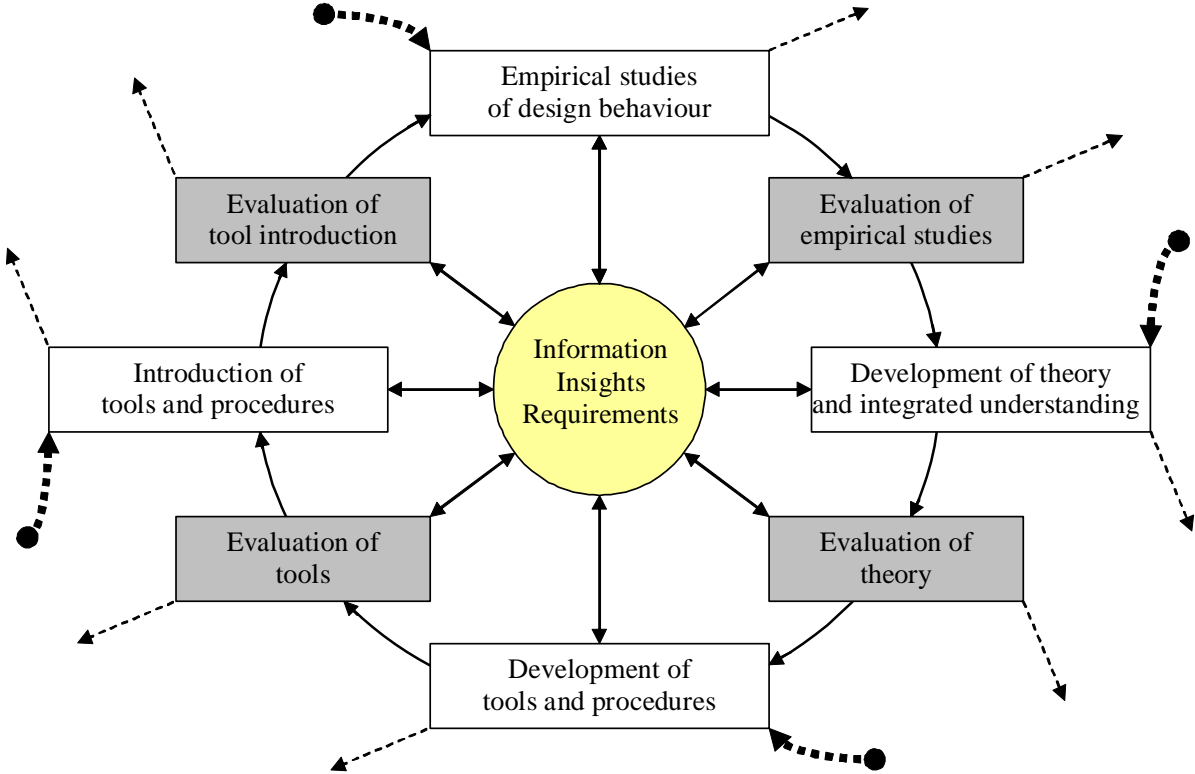 Empirical studies
of design behaviour
Evaluation of
tool introduction
Evaluation of
empirical studies
Information
Insights
Requirements
Introduction of
tools and procedures
Development of theory
and integrated understanding
Evaluation of
tools
Evaluation of
theory
Development of
tools and procedures